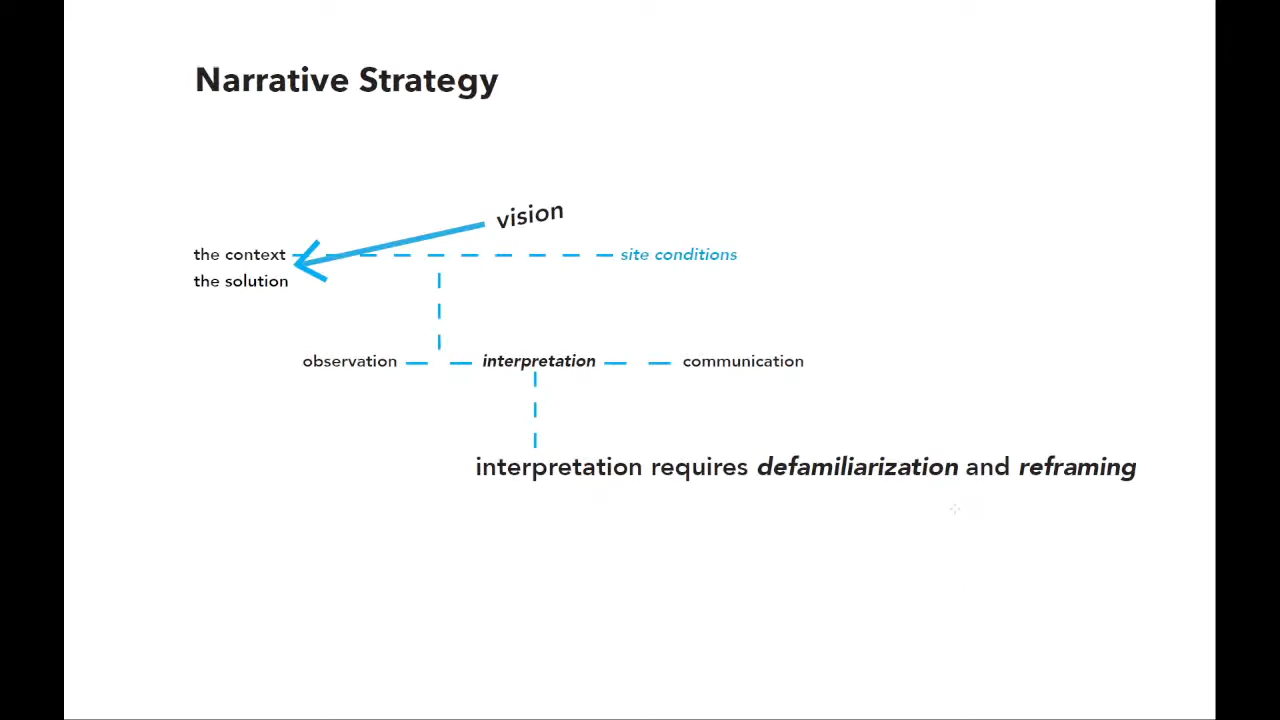 Narrative Strategy
vision
the context site conditions
the solution
observation interpretation communication
interpretation requires defamiliarization and reframing